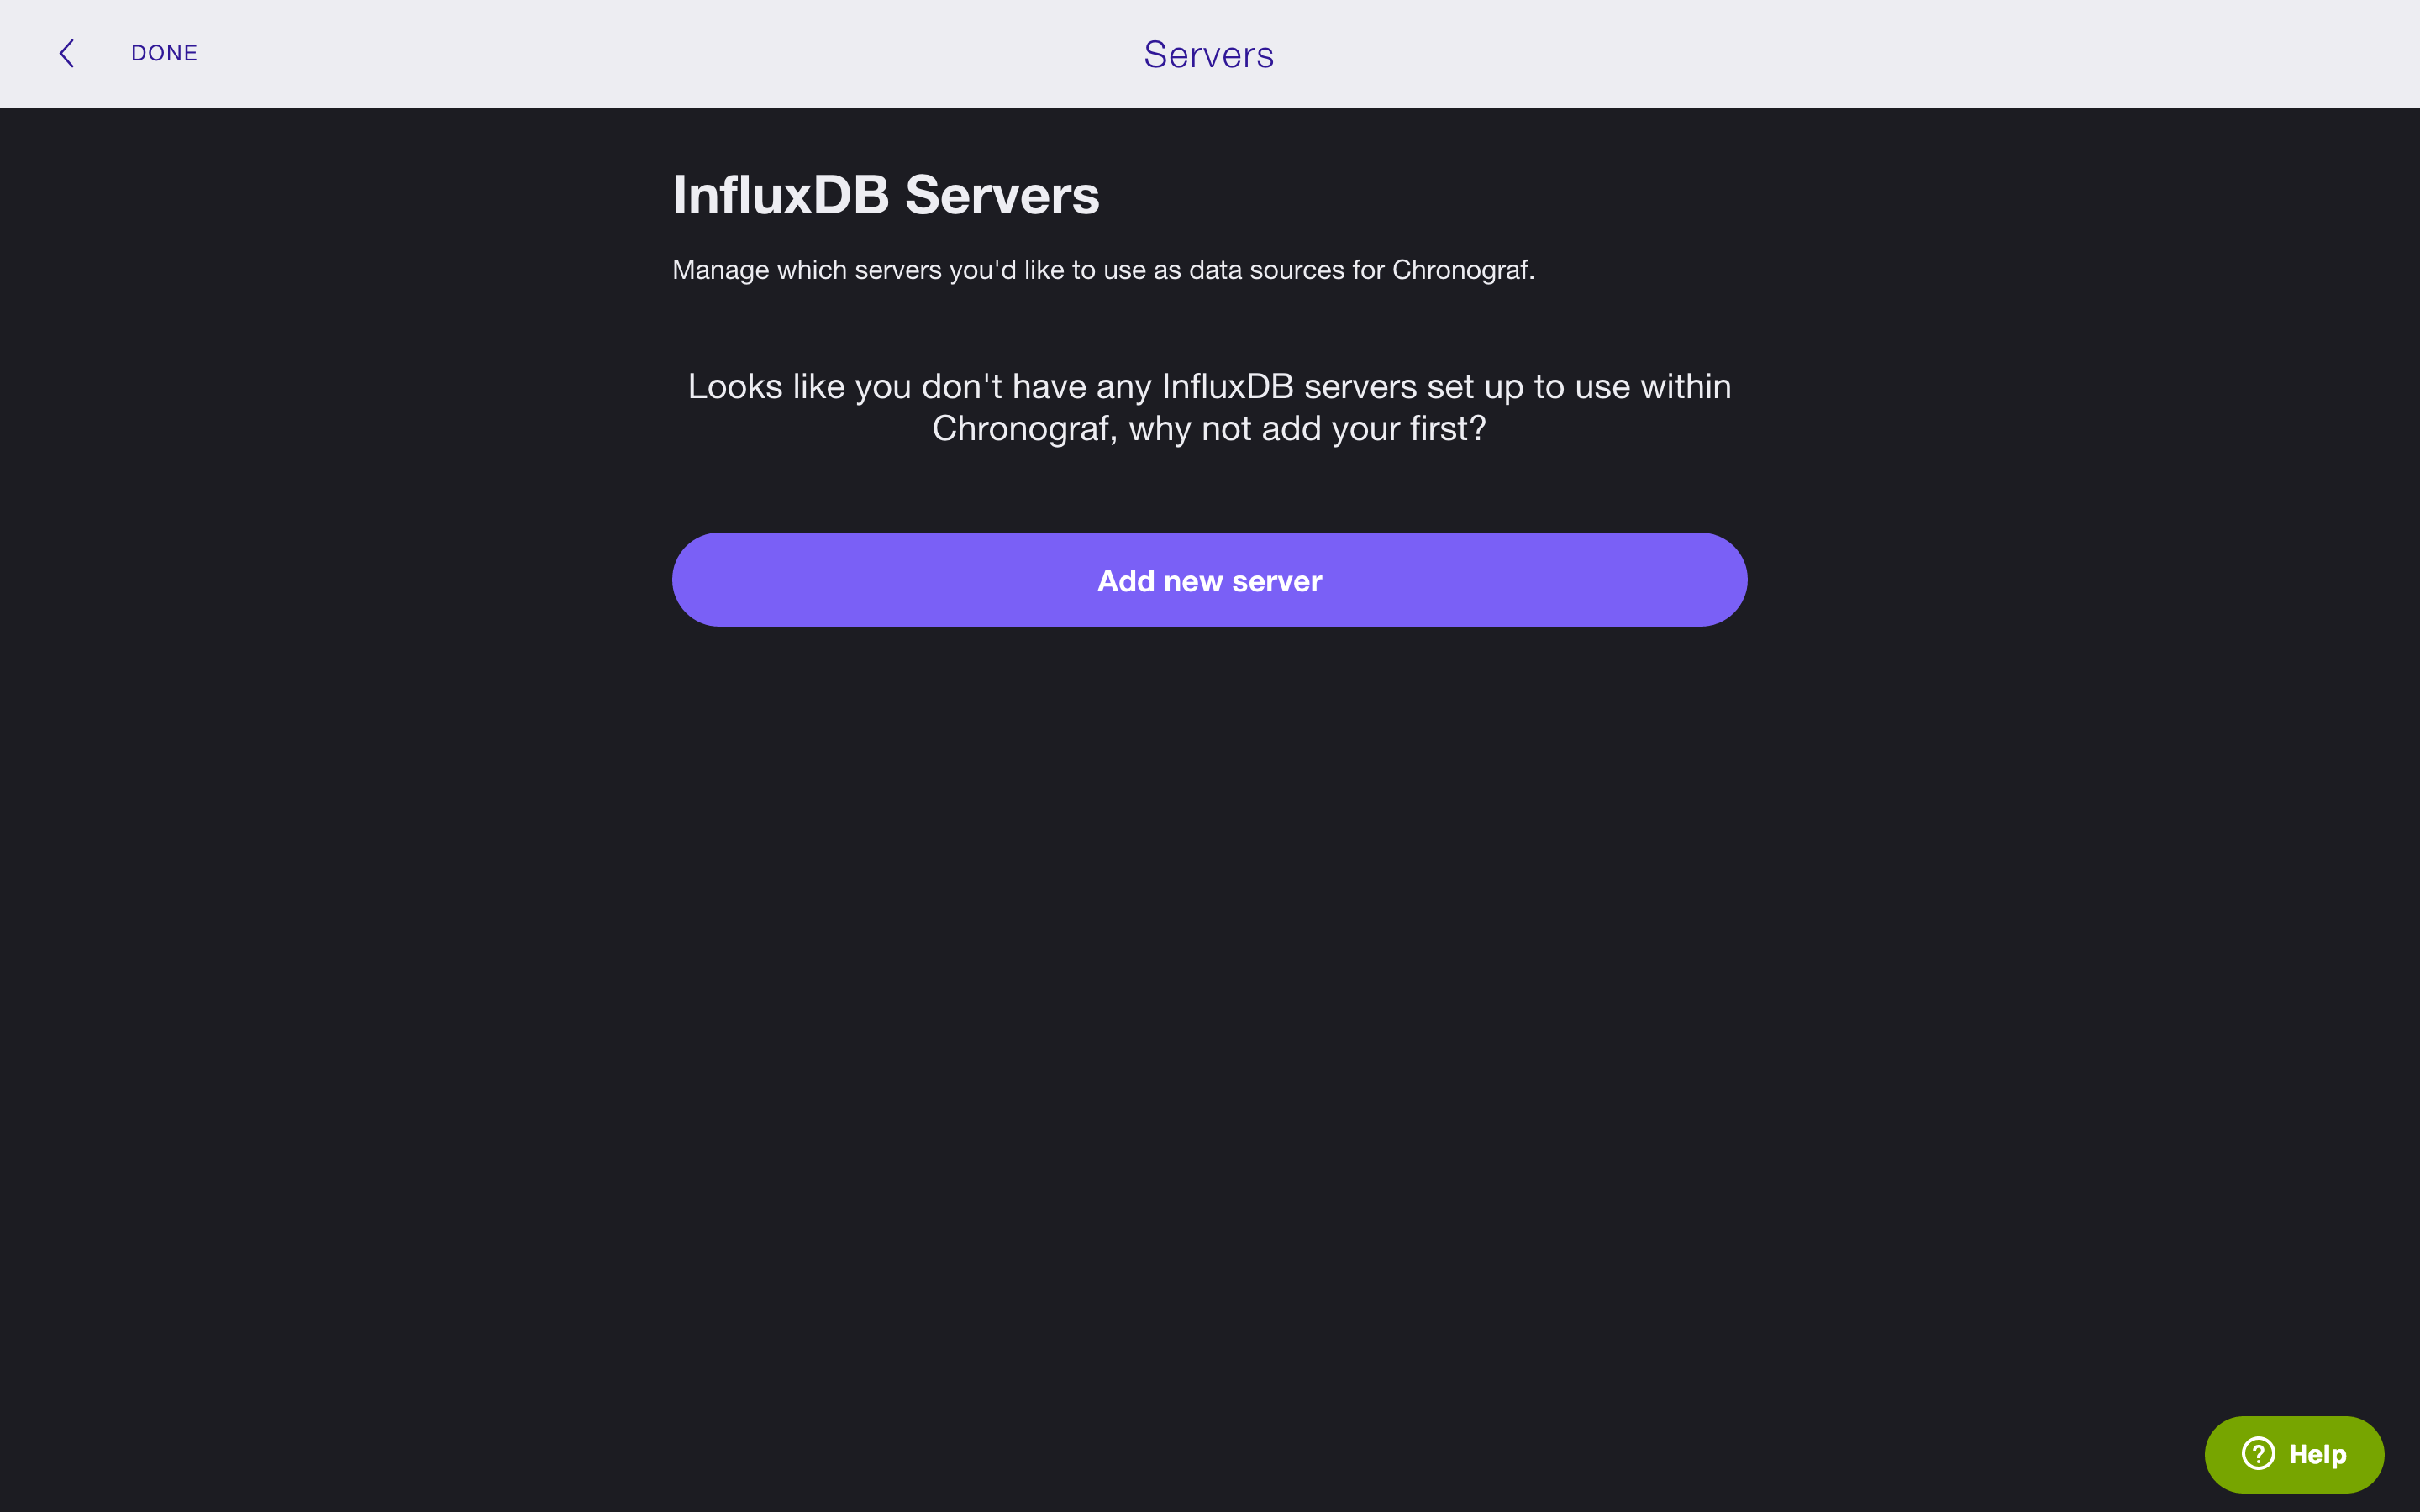 DONE
Servers
InfluxDB Servers
Manage which servers you'd like to use as data sources for Chronograf.
Looks like you don't have any InfluxDB servers set up to use within
Chronograf, why not add your first?
Add new server
Help